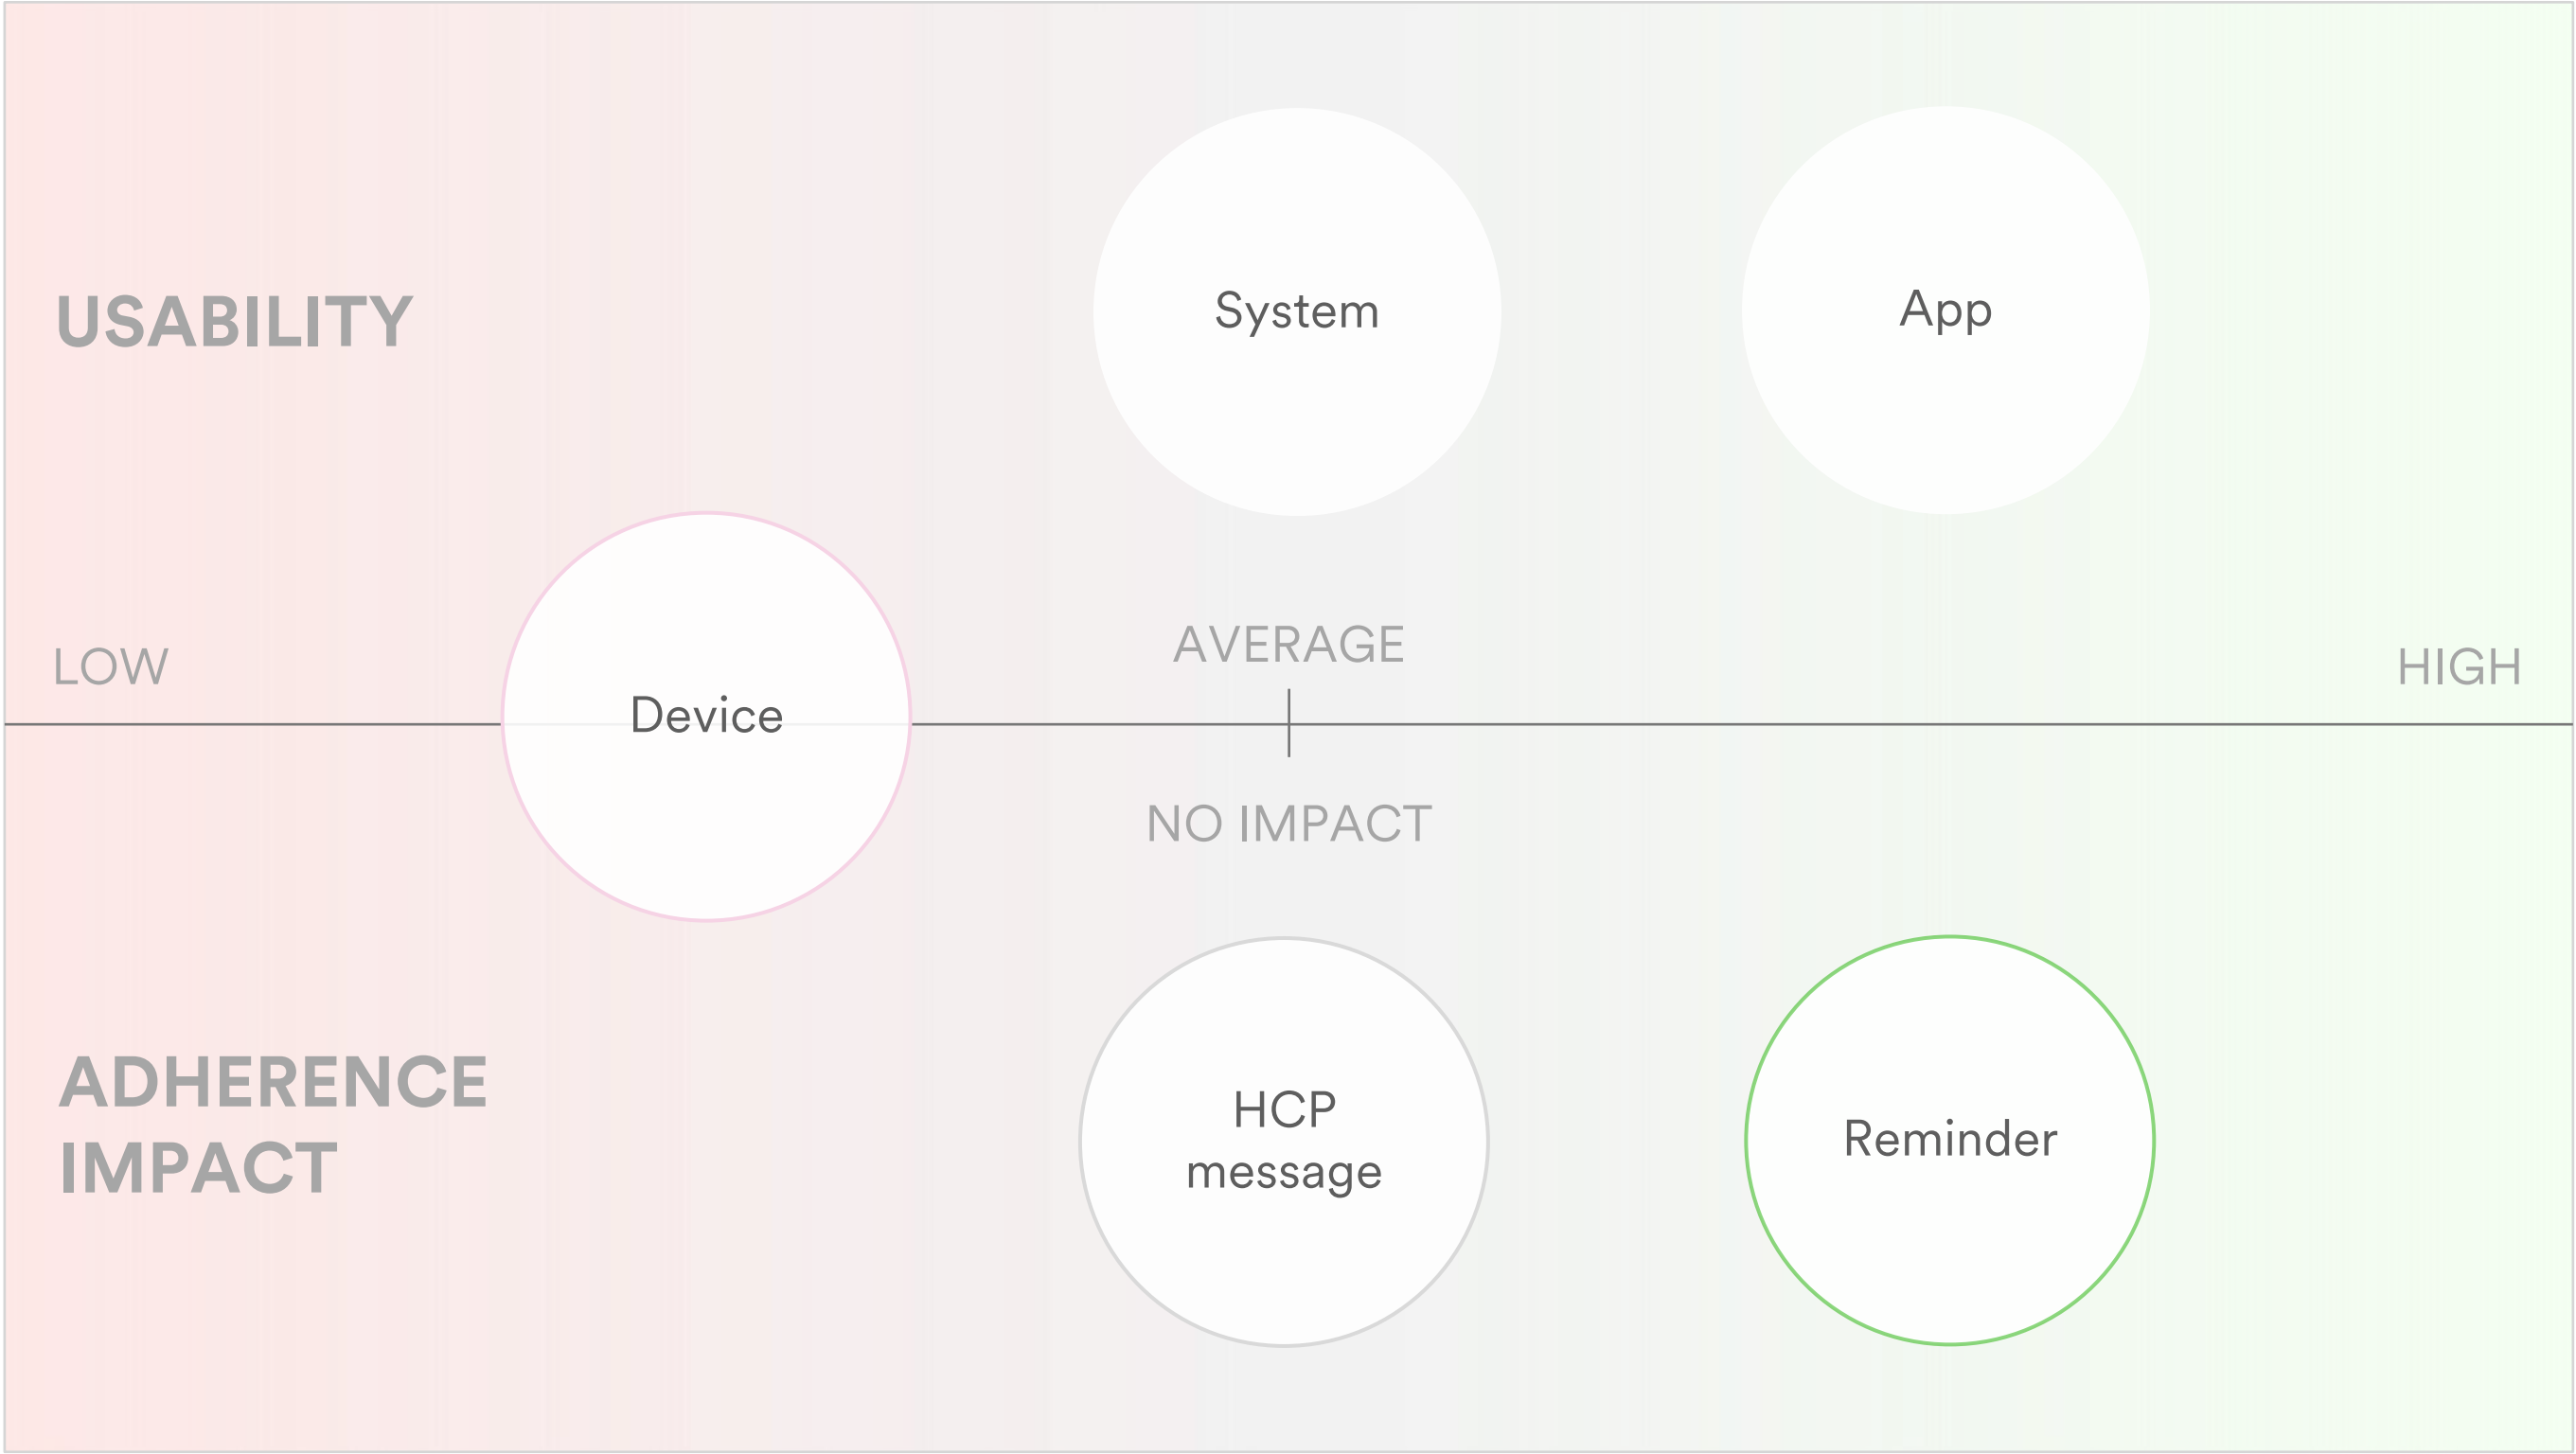 USABILITY
System
App
LOW
AVERAGE
HIGH
Device
NO IMPACT
ADHERENCE
IMPACT
HCP
message
Reminder